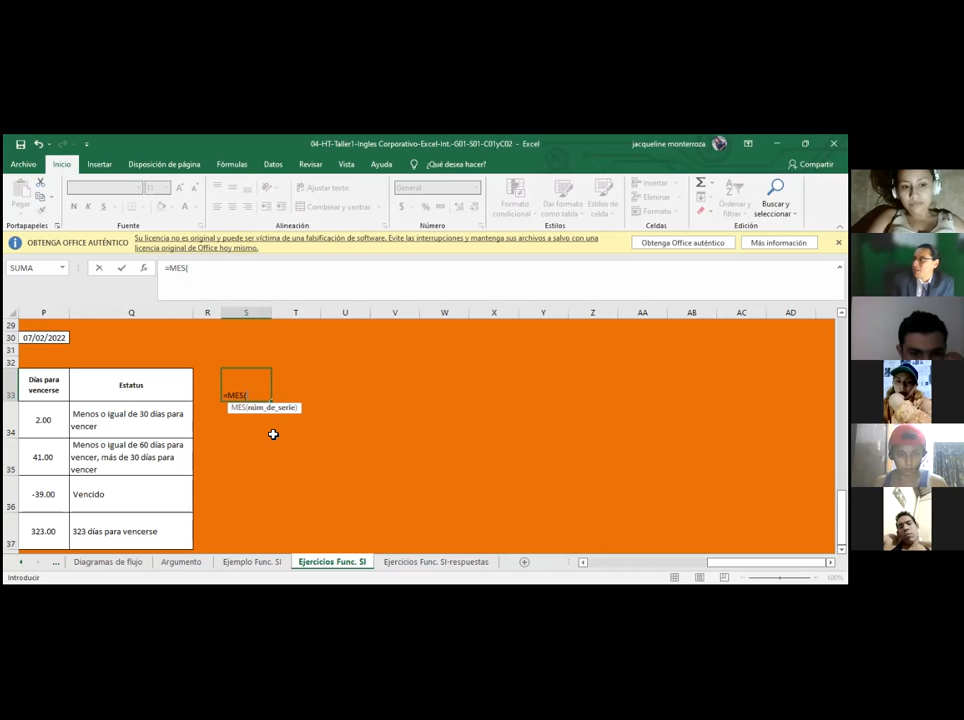 04-HT-Taller1-Ingles Corporativo-Excel-Int.-G01-S01-C01yC02 - Excel
jacqueline monterroza
Archivo Inicio Insertar Disposición de página Fórmulas Datos Revisar Vista Ayuda ¿Qué desea hacer? Compartir
Pegar
N K S
11 A A
Ajustar texto
Combinar y centrar
General
$ % 000
Formato condicional
Dar formato como tabla
Estilos de celda
Insertar
Eliminar
Formato
Ordenar y filtrar
Buscar y seleccionar
Portapapeles Fuente Alineación Número Estilos Celdas Edición
OBTENGA OFFICE AUTÉNTICO Su licencia no es original y puede ser víctima de una falsificación de software. Evite las interrupciones y mantenga sus archivos a salvo con una
licencia original de Office hoy mismo.
Obtenga Office auténtico Más información
SUMA fx =MES(
P Q R S T U V W X Y Z AA AB AC AD
29
30 07/02/2022
31
32
33 Días para vencerse Estatus
=MES(
MES(núm_de_serie)
34 2.00 Menos o igual de 30 días para
vencer
35 41.00 Menos o igual de 60 días para
vencer, más de 30 días para
vencer
36 -39.00 Vencido
37 323.00 323 días para vencerse
... Diagramas de flujo Argumento Ejemplo Func. SI Ejercicios Func. SI Ejercicios Func. SI-respuestas
Introducir 100%